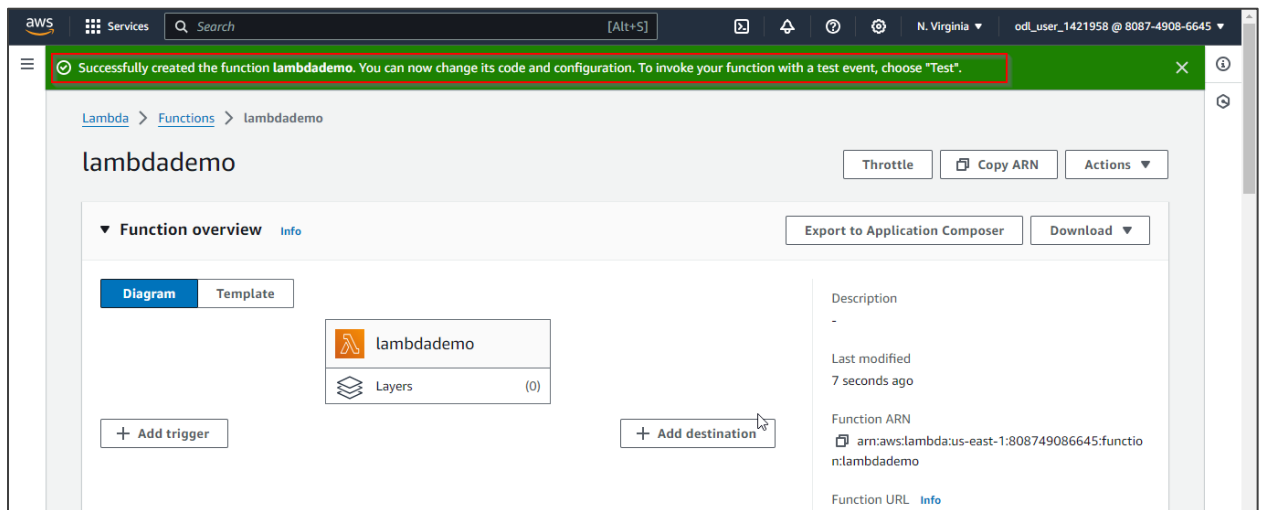 aws Services Search [Alt+S] N. Virginia ▼ odl_user_1421958 @ 8087-4908-6645 ▼
Successfully created the function lambdademo. You can now change its code and configuration. To invoke your function with a test event, choose "Test".
Lambda > Functions > lambdademo
lambdademo
Throttle Copy ARN Actions ▼
▼ Function overview Info
Export to Application Composer Download ▼
Diagram Template
lambdademo
Layers (0)
+ Add trigger
+ Add destination
Description
-
Last modified
7 seconds ago
Function ARN
arn:aws:lambda:us-east-1:808749086645:functio
n:lambdademo
Function URL Info